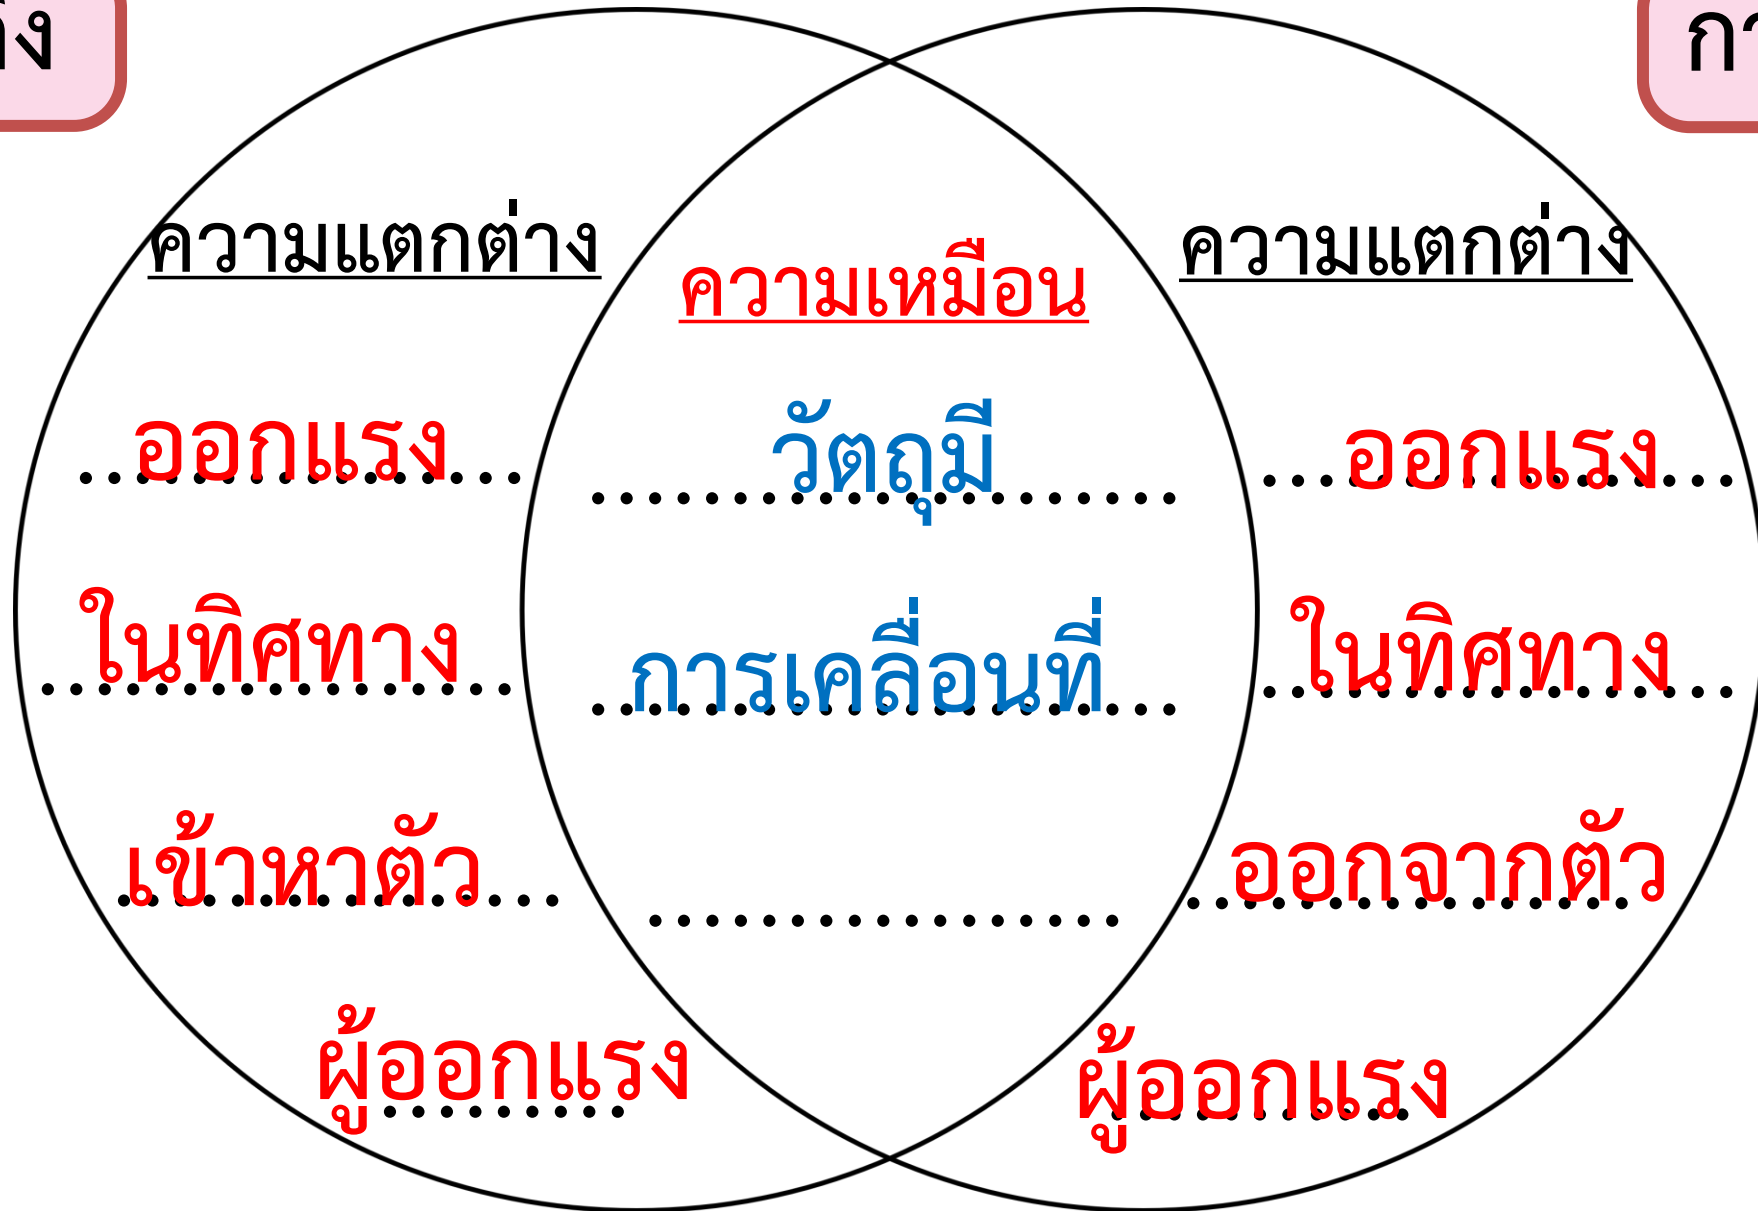 ความแตกต่าง
ออกแรง
ในทิศทาง
เข้าหาตัว
ผู้ออกแรง
ความเหมือน
วัตถุมี
การเคลื่อนที่
ความแตกต่าง
ออกแรง
ในทิศทาง
ออกจากตัว
ผู้ออกแรง